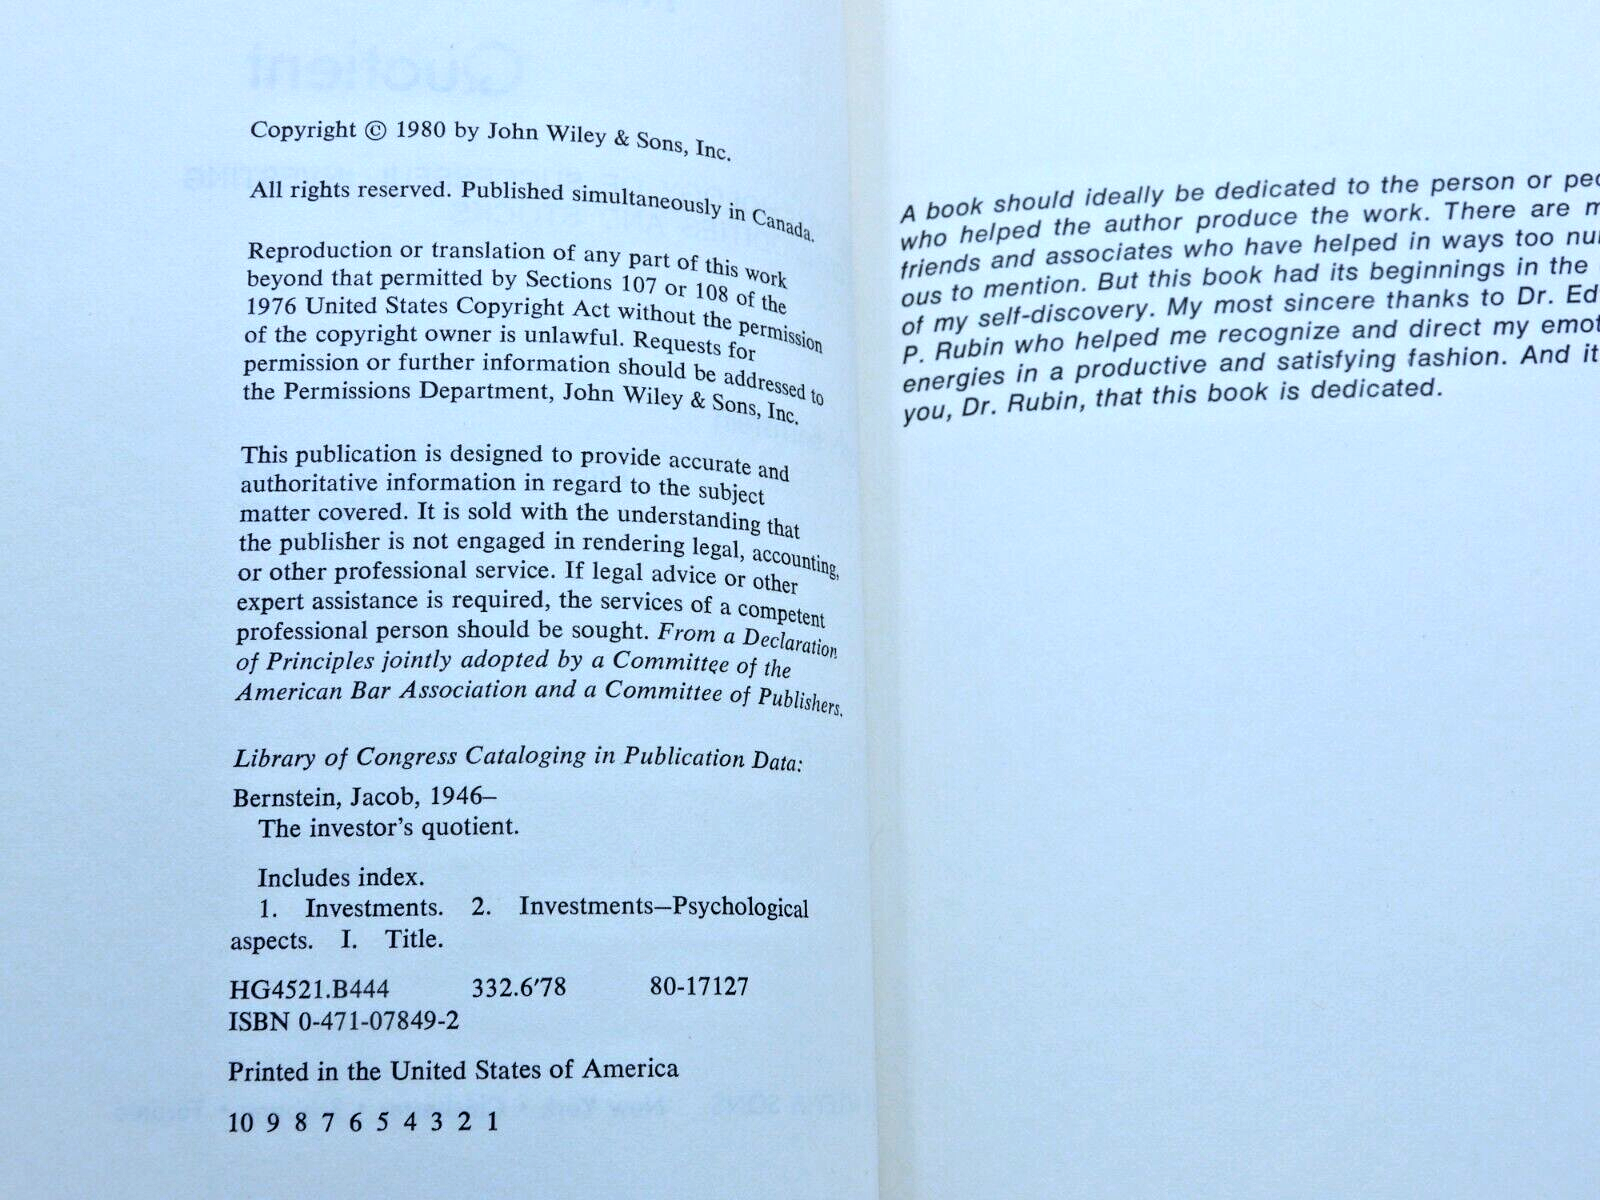 Copyright © 1980 by John Wiley & Sons, Inc.
All rights reserved. Published simultaneously in Canada.
Reproduction or translation of any part of this work
beyond that permitted by Sections 107 or 108 of the
1976 United States Copyright Act without the permission
of the copyright owner is unlawful. Requests for
permission or further information should be addressed to
the Permissions Department, John Wiley & Sons, Inc.
This publication is designed to provide accurate and
authoritative information in regard to the subject
matter covered. It is sold with the understanding that
the publisher is not engaged in rendering legal, accounting,
or other professional service. If legal advice or other
expert assistance is required, the services of a competent
professional person should be sought. From a Declaration
of Principles jointly adopted by a Committee of the
American Bar Association and a Committee of Publishers.
Library of Congress Cataloging in Publication Data:
Bernstein, Jacob, 1946–
The investor's quotient.
Includes index.
1. Investments. 2. Investments—Psychological
aspects. I. Title.
HG4521.B444 332.6'78 80-17127
ISBN 0-471-07849-2
Printed in the United States of America
10 9 8 7 6 5 4 3 2 1
A book should ideally be dedicated to the person or
who helped the author produce the work. There are
friends and associates who have helped in ways too
ous to mention. But this book had its beginnings in the
of my self-discovery. My most sincere thanks to Dr.
P. Rubin who helped me recognize and direct my
energies in a productive and satisfying fashion. And
you, Dr. Rubin, that this book is dedicated.